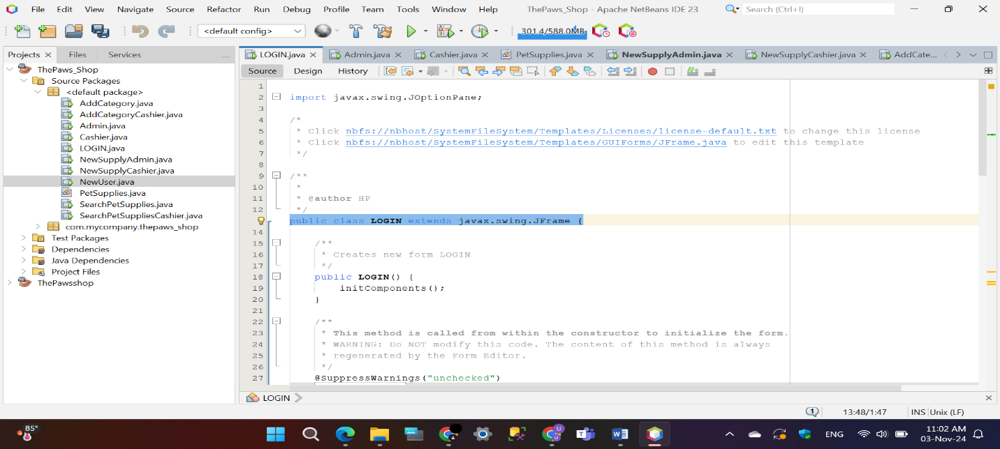 File Edit View Navigate Source Refactor Run Debug Profile Team Tools Window Help ThePaws_Shop - Apache NetBeans IDE 23 Search (Ctrl+I)
<default config> 301.4/588.0MB
Projects Files Services LOGIN.java Admin.java Cashier.java PetSupplies.java NewSupplyAdmin.java NewSupplyCashier.java AddCate...
Source Design History
ThePaws_Shop
Source Packages
<default package>
AddCategory.java
AddCategoryCashier.java
Admin.java
Cashier.java
LOGIN.java
NewSupplyAdmin.java
NewSupplyCashier.java
NewUser.java
PetSupplies.java
SearchPetSupplies.java
SearchPetSuppliesCashier.java
com.mycompany.thepaws_shop
Test Packages
Dependencies
Java Dependencies
Project Files
ThePawsshop
1
2 import javax.swing.JOptionPane;
3
4 /*
5 * Click nbfs://nbhost/SystemFileSystem/Templates/Licenses/license-default.txt to change this license
6 * Click nbfs://nbhost/SystemFileSystem/Templates/GUIForms/JFrame.java to edit this template
7 */
8
9 /**
10 *
11 * @author HP
12 */
public class LOGIN extends javax.swing.JFrame {
14
15 /**
16 * Creates new form LOGIN
17 */
18 public LOGIN() {
19 initComponents();
20 }
21
22 /**
23 * This method is called from within the constructor to initialize the form.
24 * WARNING: Do NOT modify this code. The content of this method is always
25 * regenerated by the Form Editor.
26 */
27 @SuppressWarnings("unchecked")
LOGIN
1 13:48/1:47 INS Unix (LF)
85° ENG 11:02 AM
03-Nov-24